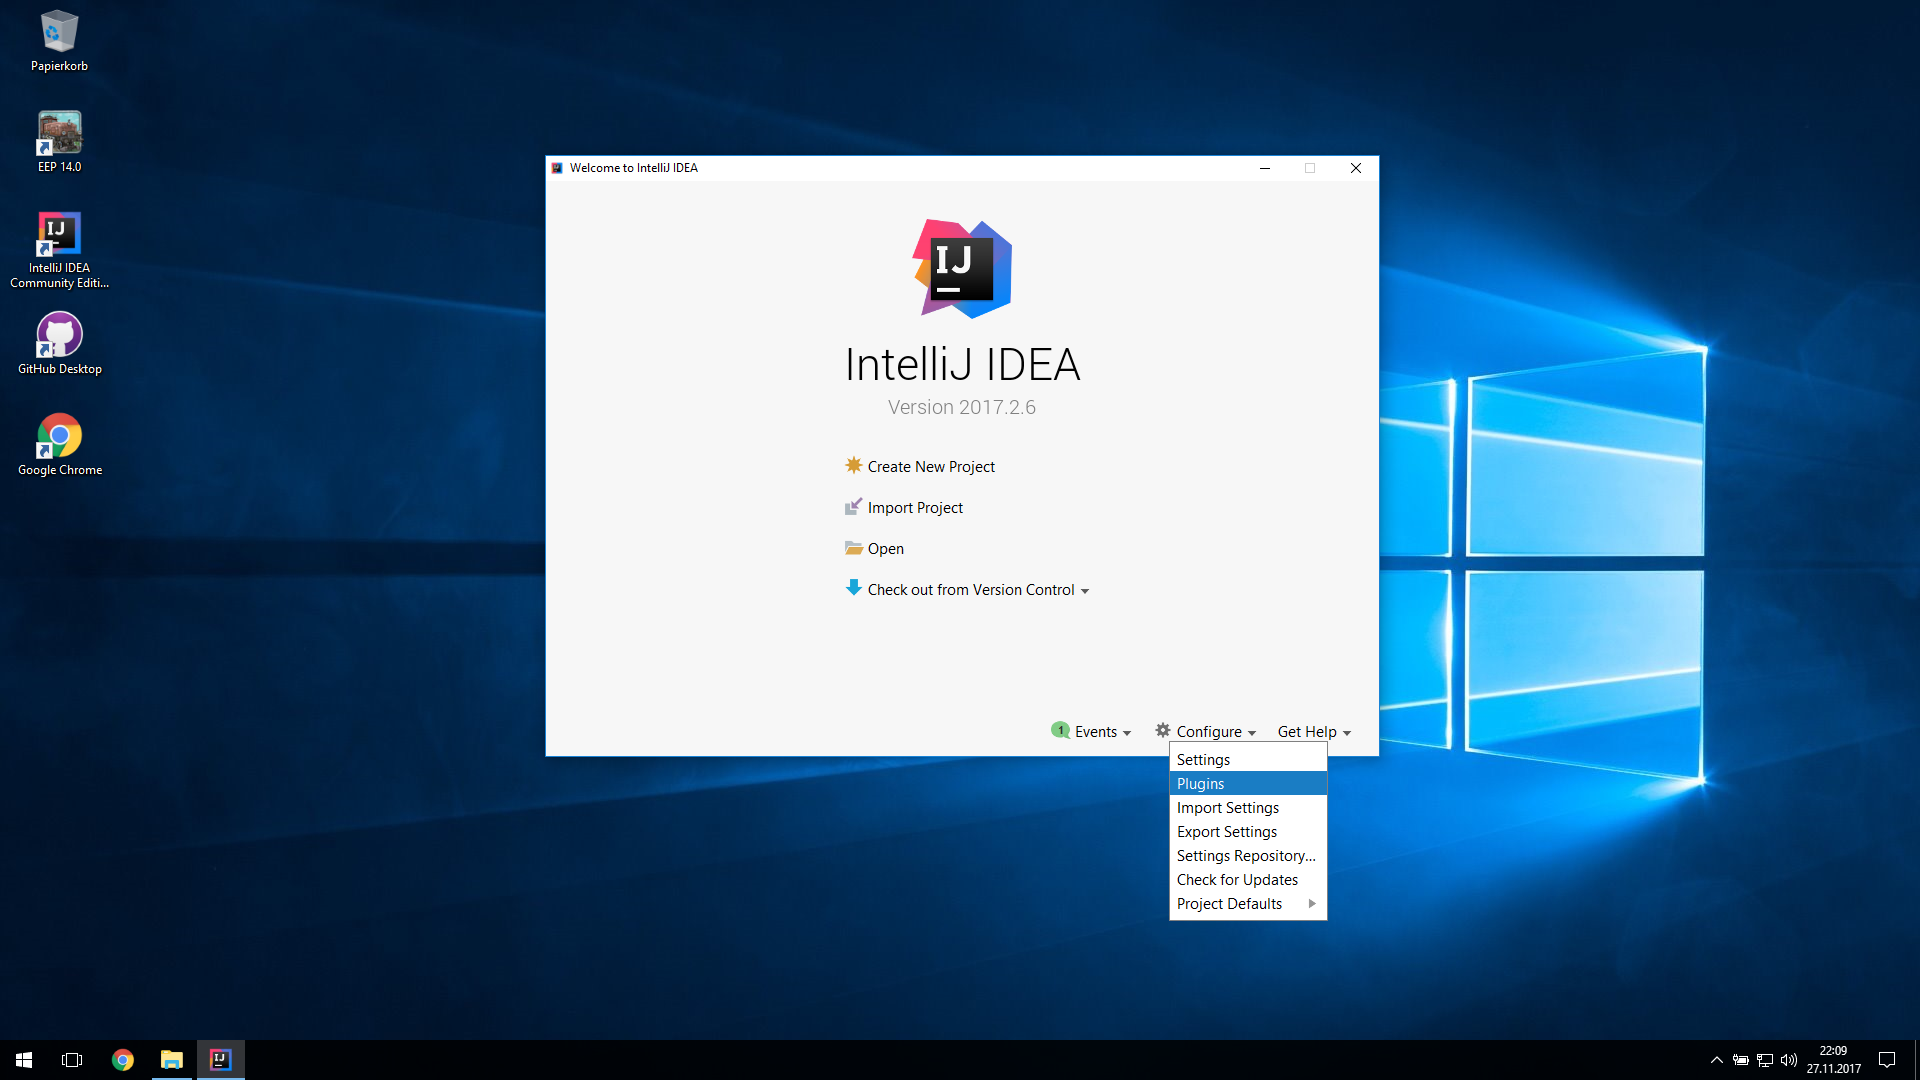 Papierkorb
EEP 14.0
IntelliJ IDEA
Community Editi...
GitHub Desktop
Google Chrome
Welcome to IntelliJ IDEA
IJ
IntelliJ IDEA
Version 2017.2.6
Create New Project
Import Project
Open
Check out from Version Control
1 Events
Configure
Get Help
Settings
Plugins
Import Settings
Export Settings
Settings Repository...
Check for Updates
Project Defaults
22:09
27.11.2017